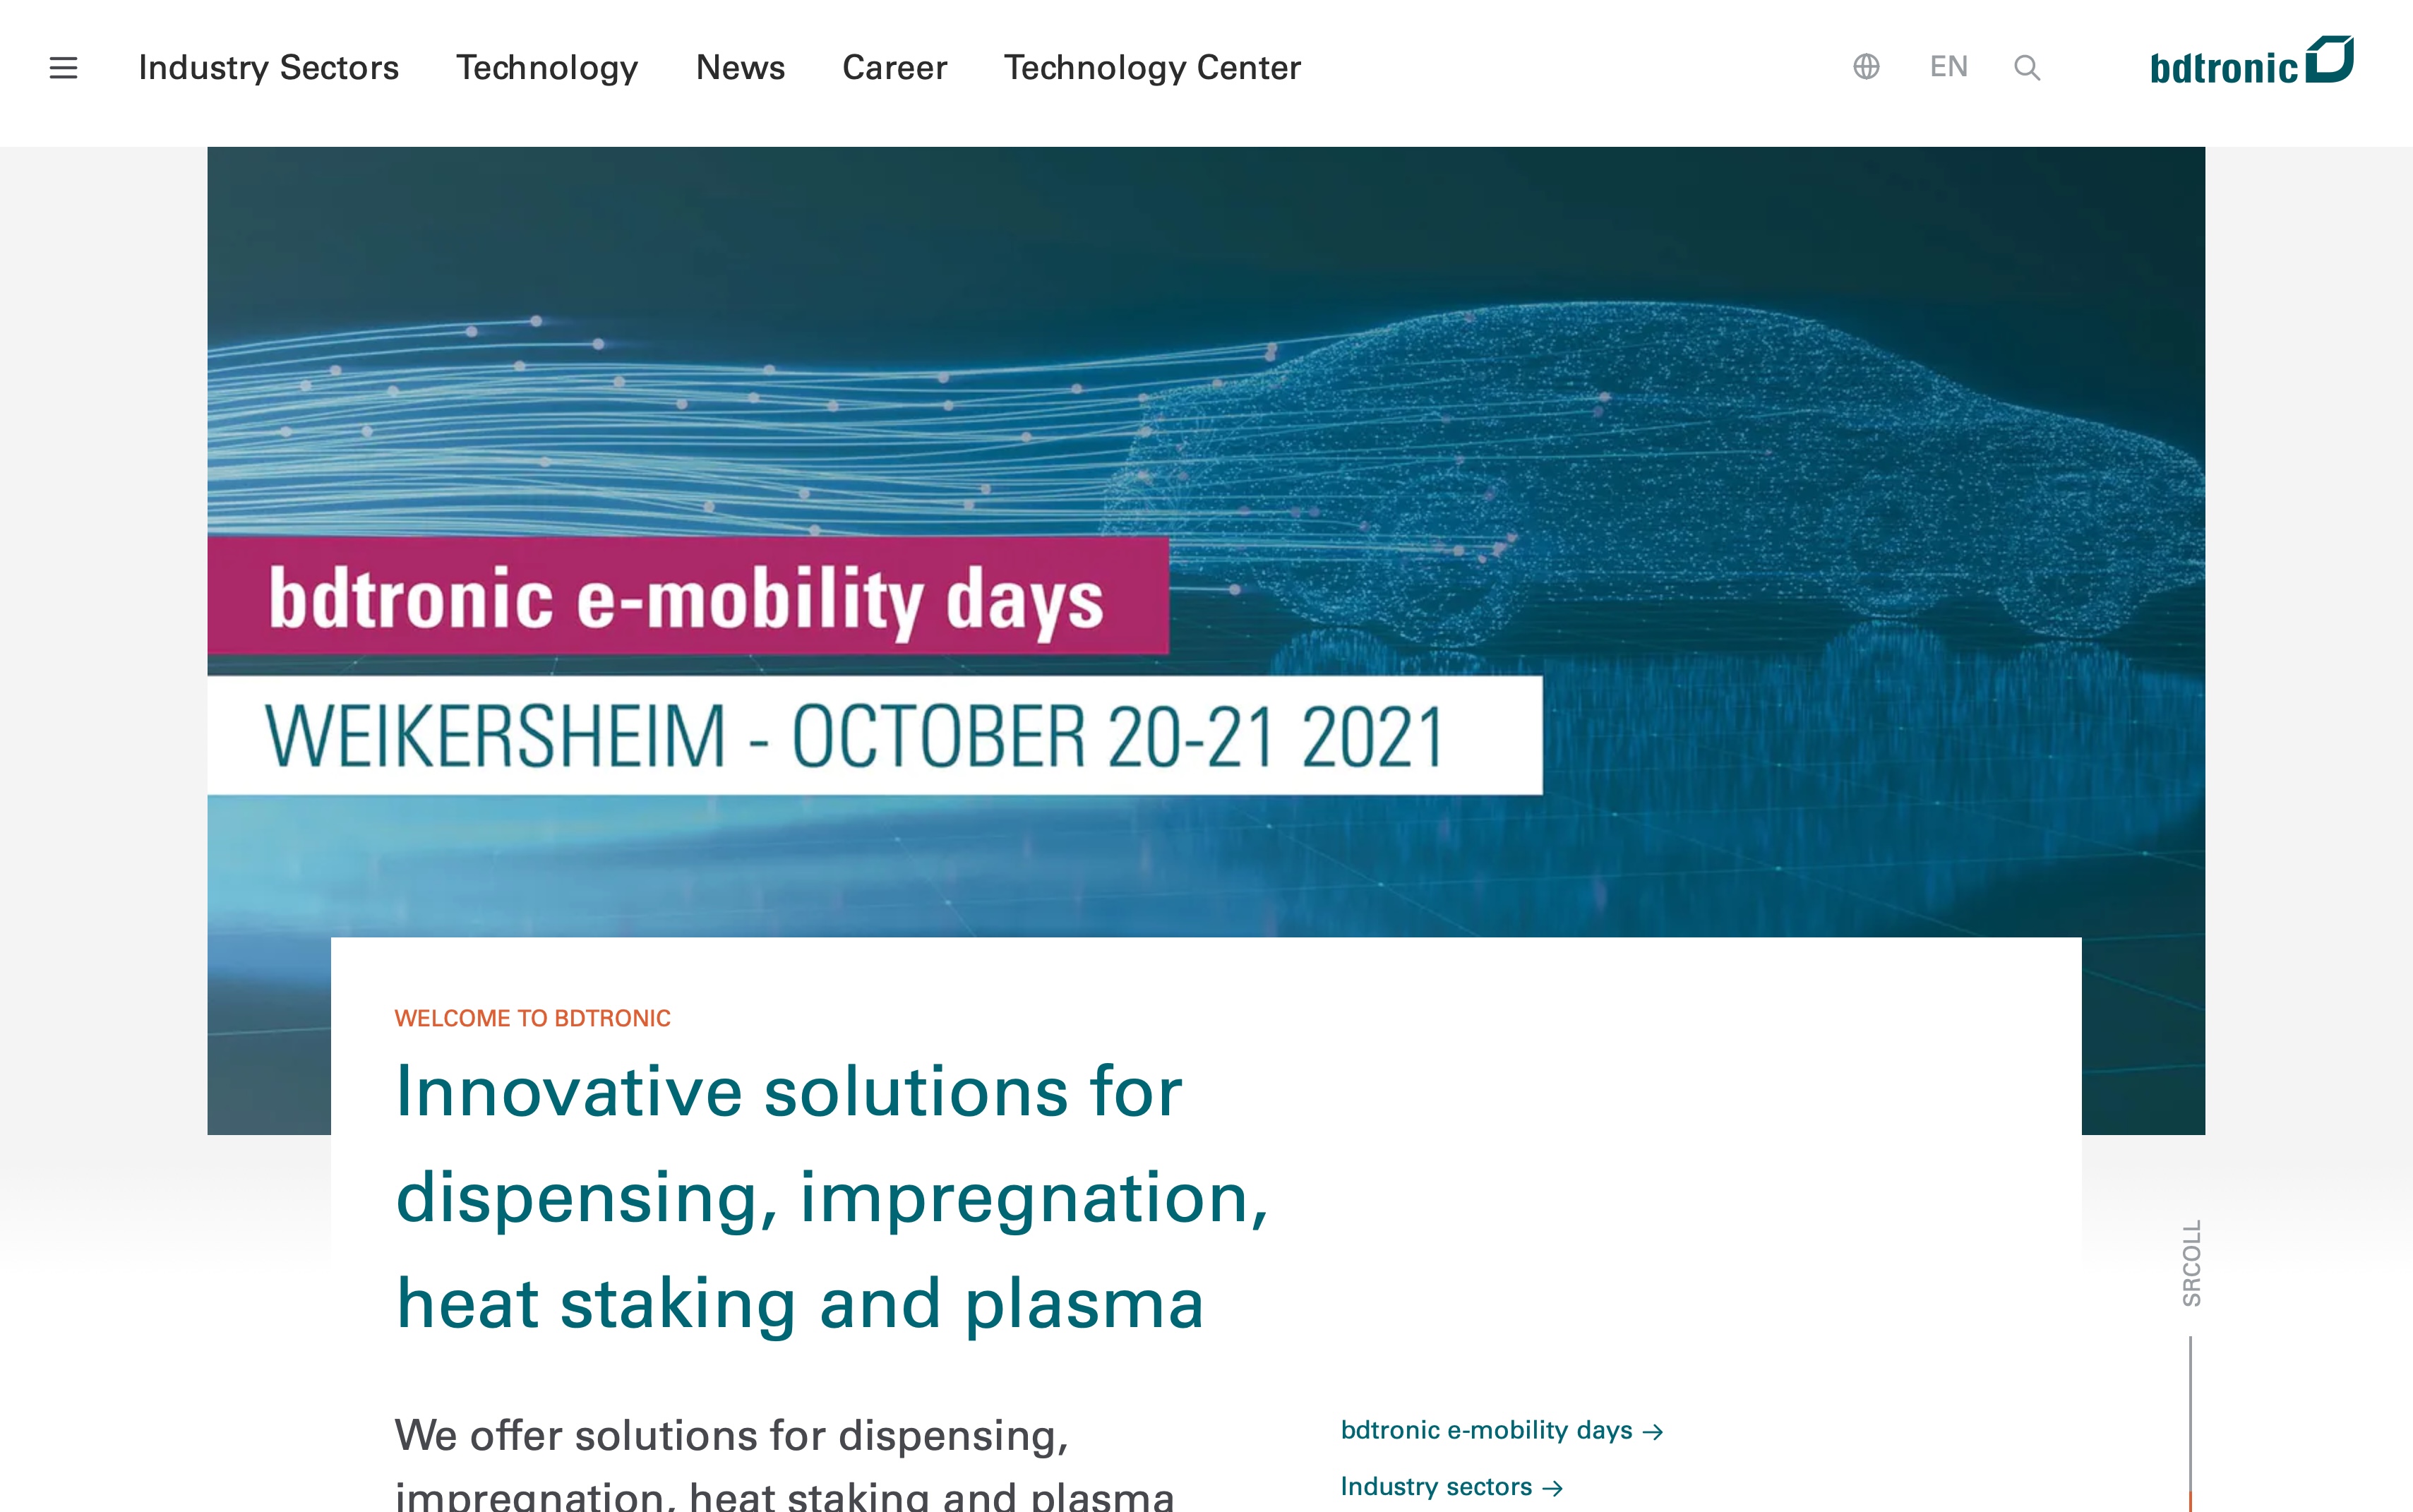 Industry Sectors Technology News Career Technology Center EN bdtronic
bdtronic e-mobility days
WEIKERSHEIM - OCTOBER 20-21 2021
WELCOME TO BDTRONIC
Innovative solutions for
dispensing, impregnation,
heat staking and plasma
We offer solutions for dispensing,
impregnation, heat staking and plasma
bdtronic e-mobility days →
Industry sectors →
SRCOLL